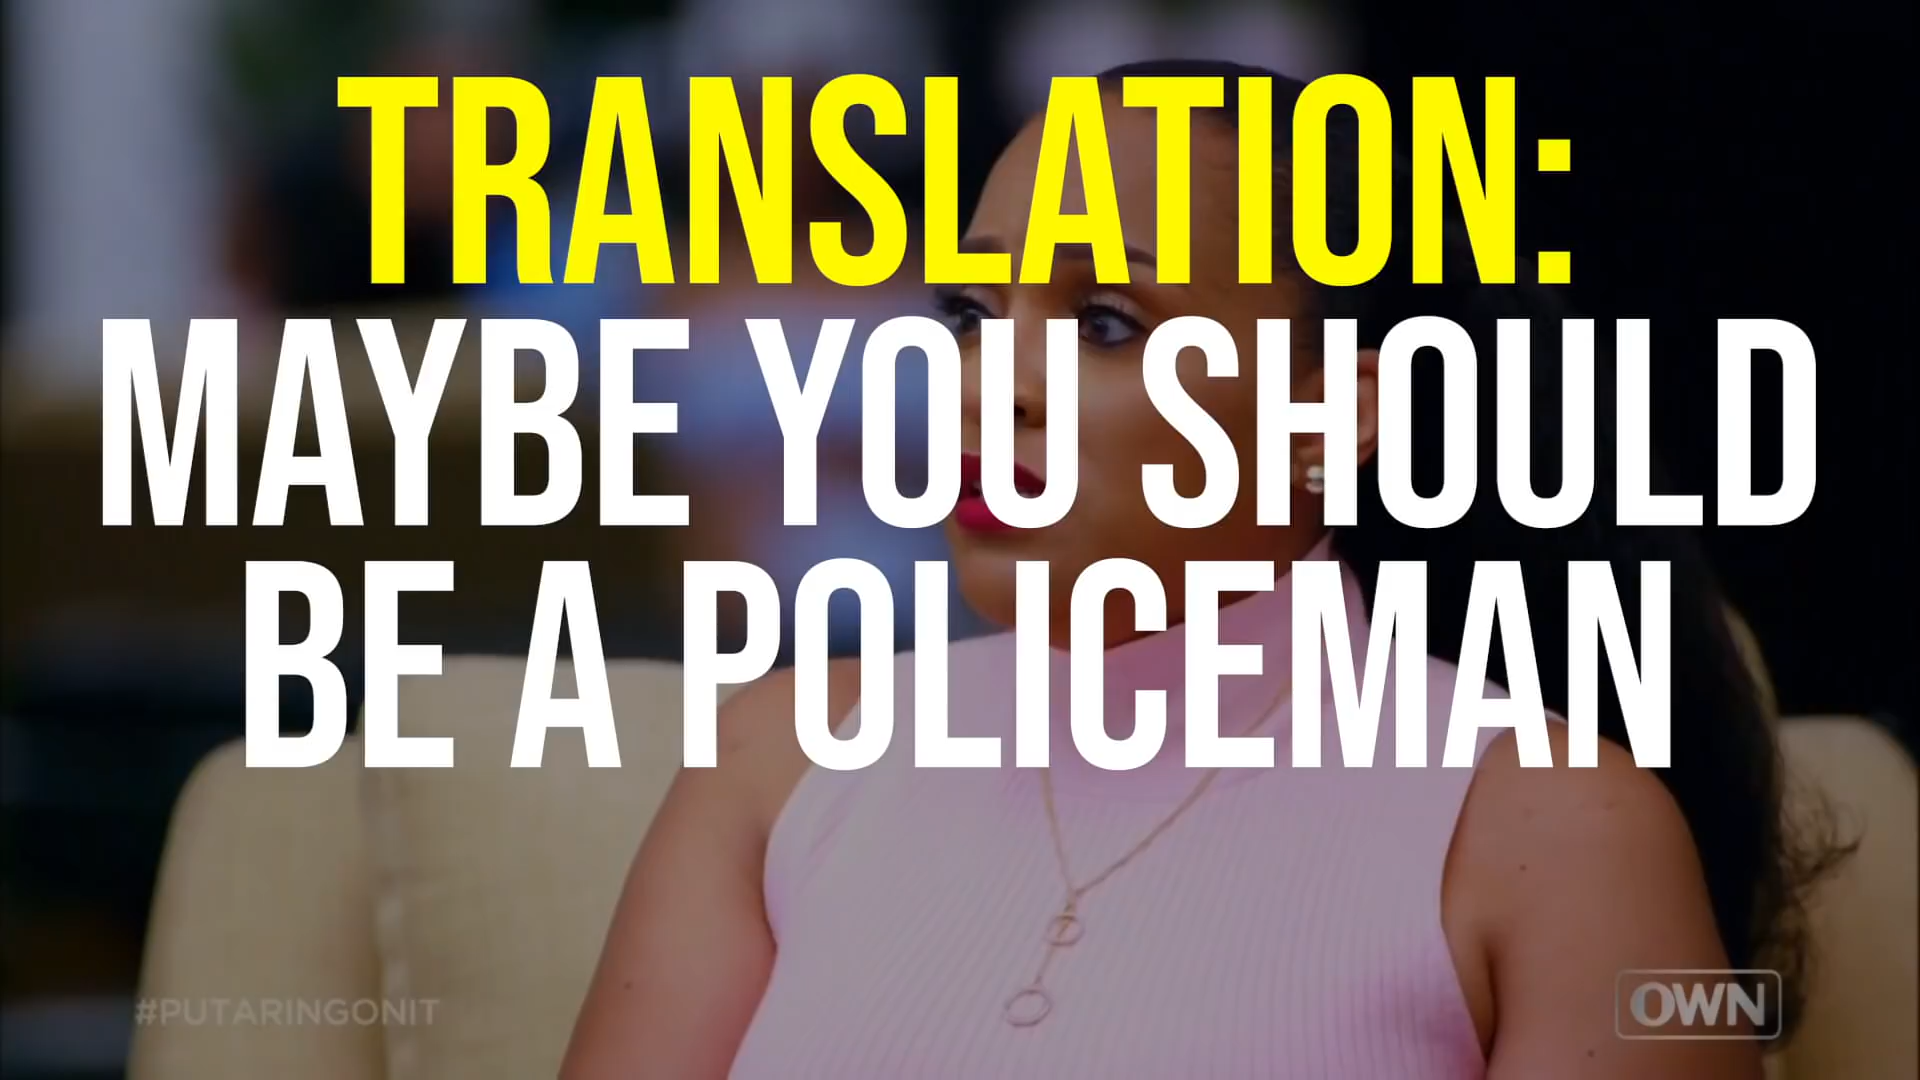 TRANSLATION:
MAYBE YOU SHOULD
BE A POLICEMAN
#PUTARINGONIT
OWN